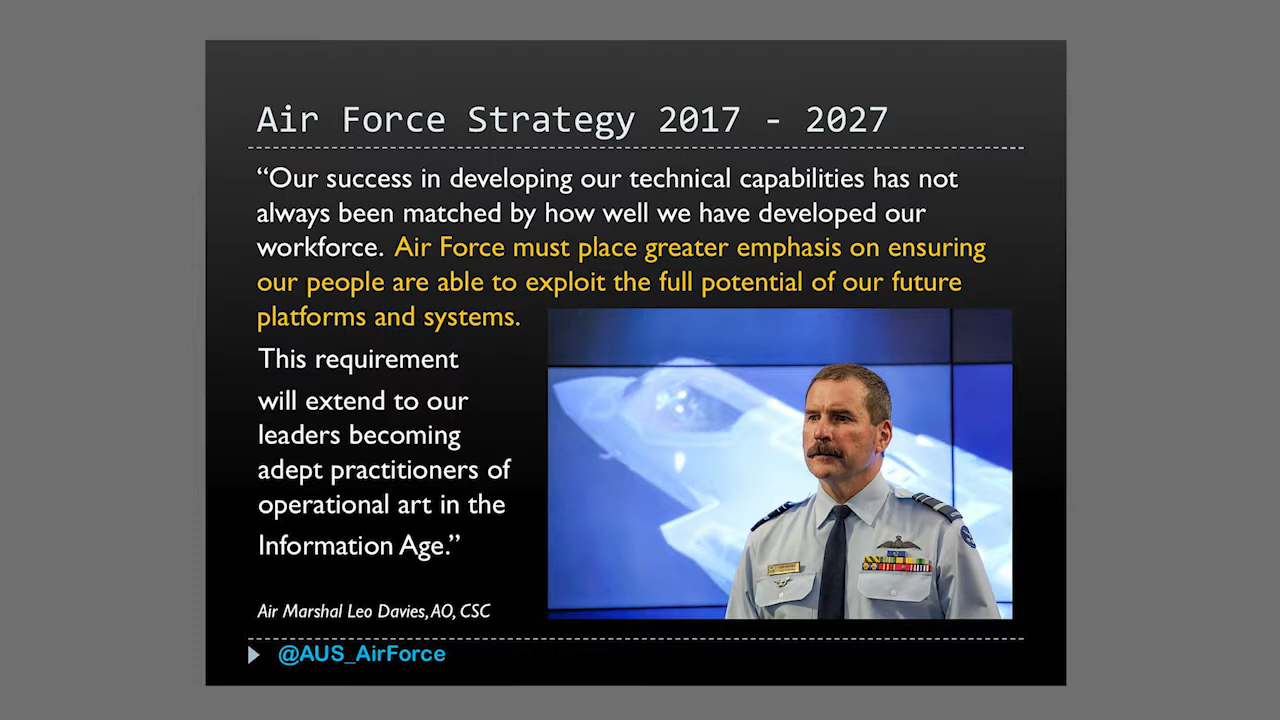 Air Force Strategy 2017 - 2027
“Our success in developing our technical capabilities has not
always been matched by how well we have developed our
workforce. Air Force must place greater emphasis on ensuring
our people are able to exploit the full potential of our future
platforms and systems.
This requirement
will extend to our
leaders becoming
adept practitioners of
operational art in the
Information Age.”
Air Marshal Leo Davies, AO, CSC
@AUS_AirForce